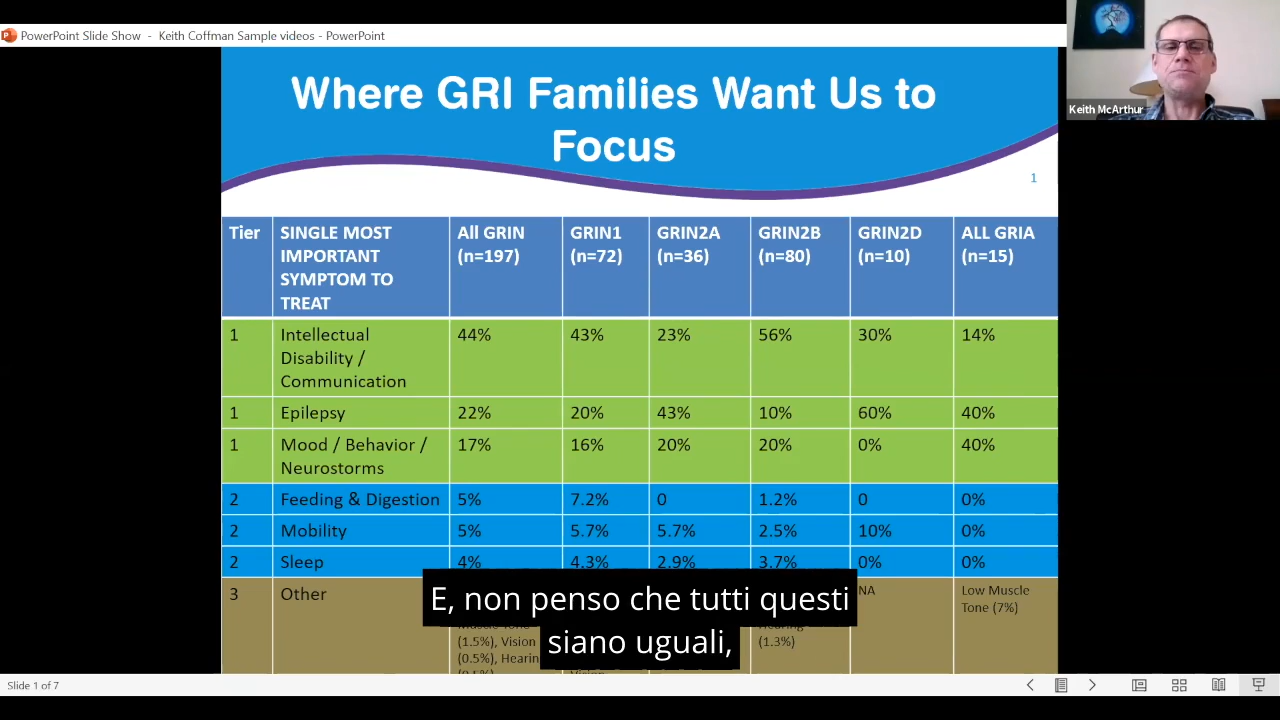 PowerPoint Slide Show - Keith Coffman Sample videos - PowerPoint
Keith McArthur
Where GRI Families Want Us to
Focus
1
Tier SINGLE MOST IMPORTANT SYMPTOM TO TREAT All GRIN (n=197) GRIN1 (n=72) GRIN2A (n=36) GRIN2B (n=80) GRIN2D (n=10) ALL GRIA (n=15)
1 Intellectual Disability / Communication 44% 43% 23% 56% 30% 14%
1 Epilepsy 22% 20% 43% 10% 60% 40%
1 Mood / Behavior / Neurostorms 17% 16% 20% 20% 0% 40%
2 Feeding & Digestion 5% 7.2% 0 1.2% 0 0%
2 Mobility 5% 5.7% 5.7% 2.5% 10% 0%
2 Sleep 4% 4.3% 2.9% 3.7% 0% 0%
3 Other (1.5%), Vision (0.5%), (1.3%) NA Low Muscle Tone (7%)
E, non penso che tutti questi
siano uguali,
Slide 1 of 7